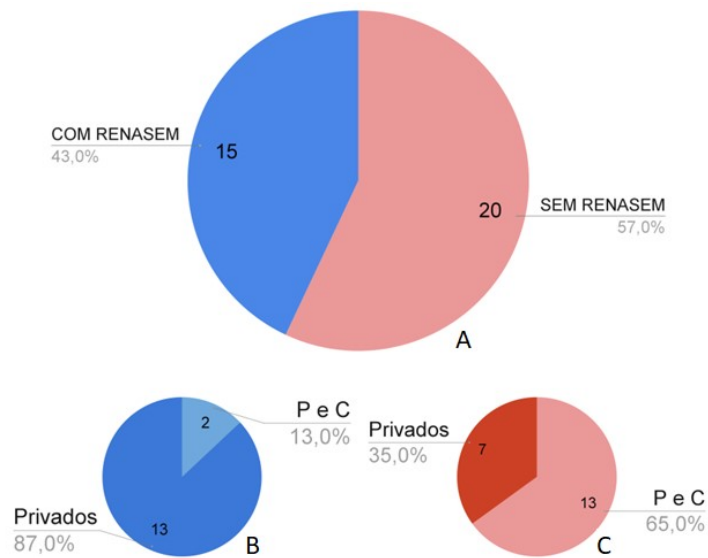 COM RENASEM
43,0%
15
20
SEM RENASEM
57,0%
A
2
P e C
13,0%
Privados
87,0%
13
B
Privados
35,0%
7
13
P e C
65,0%
C